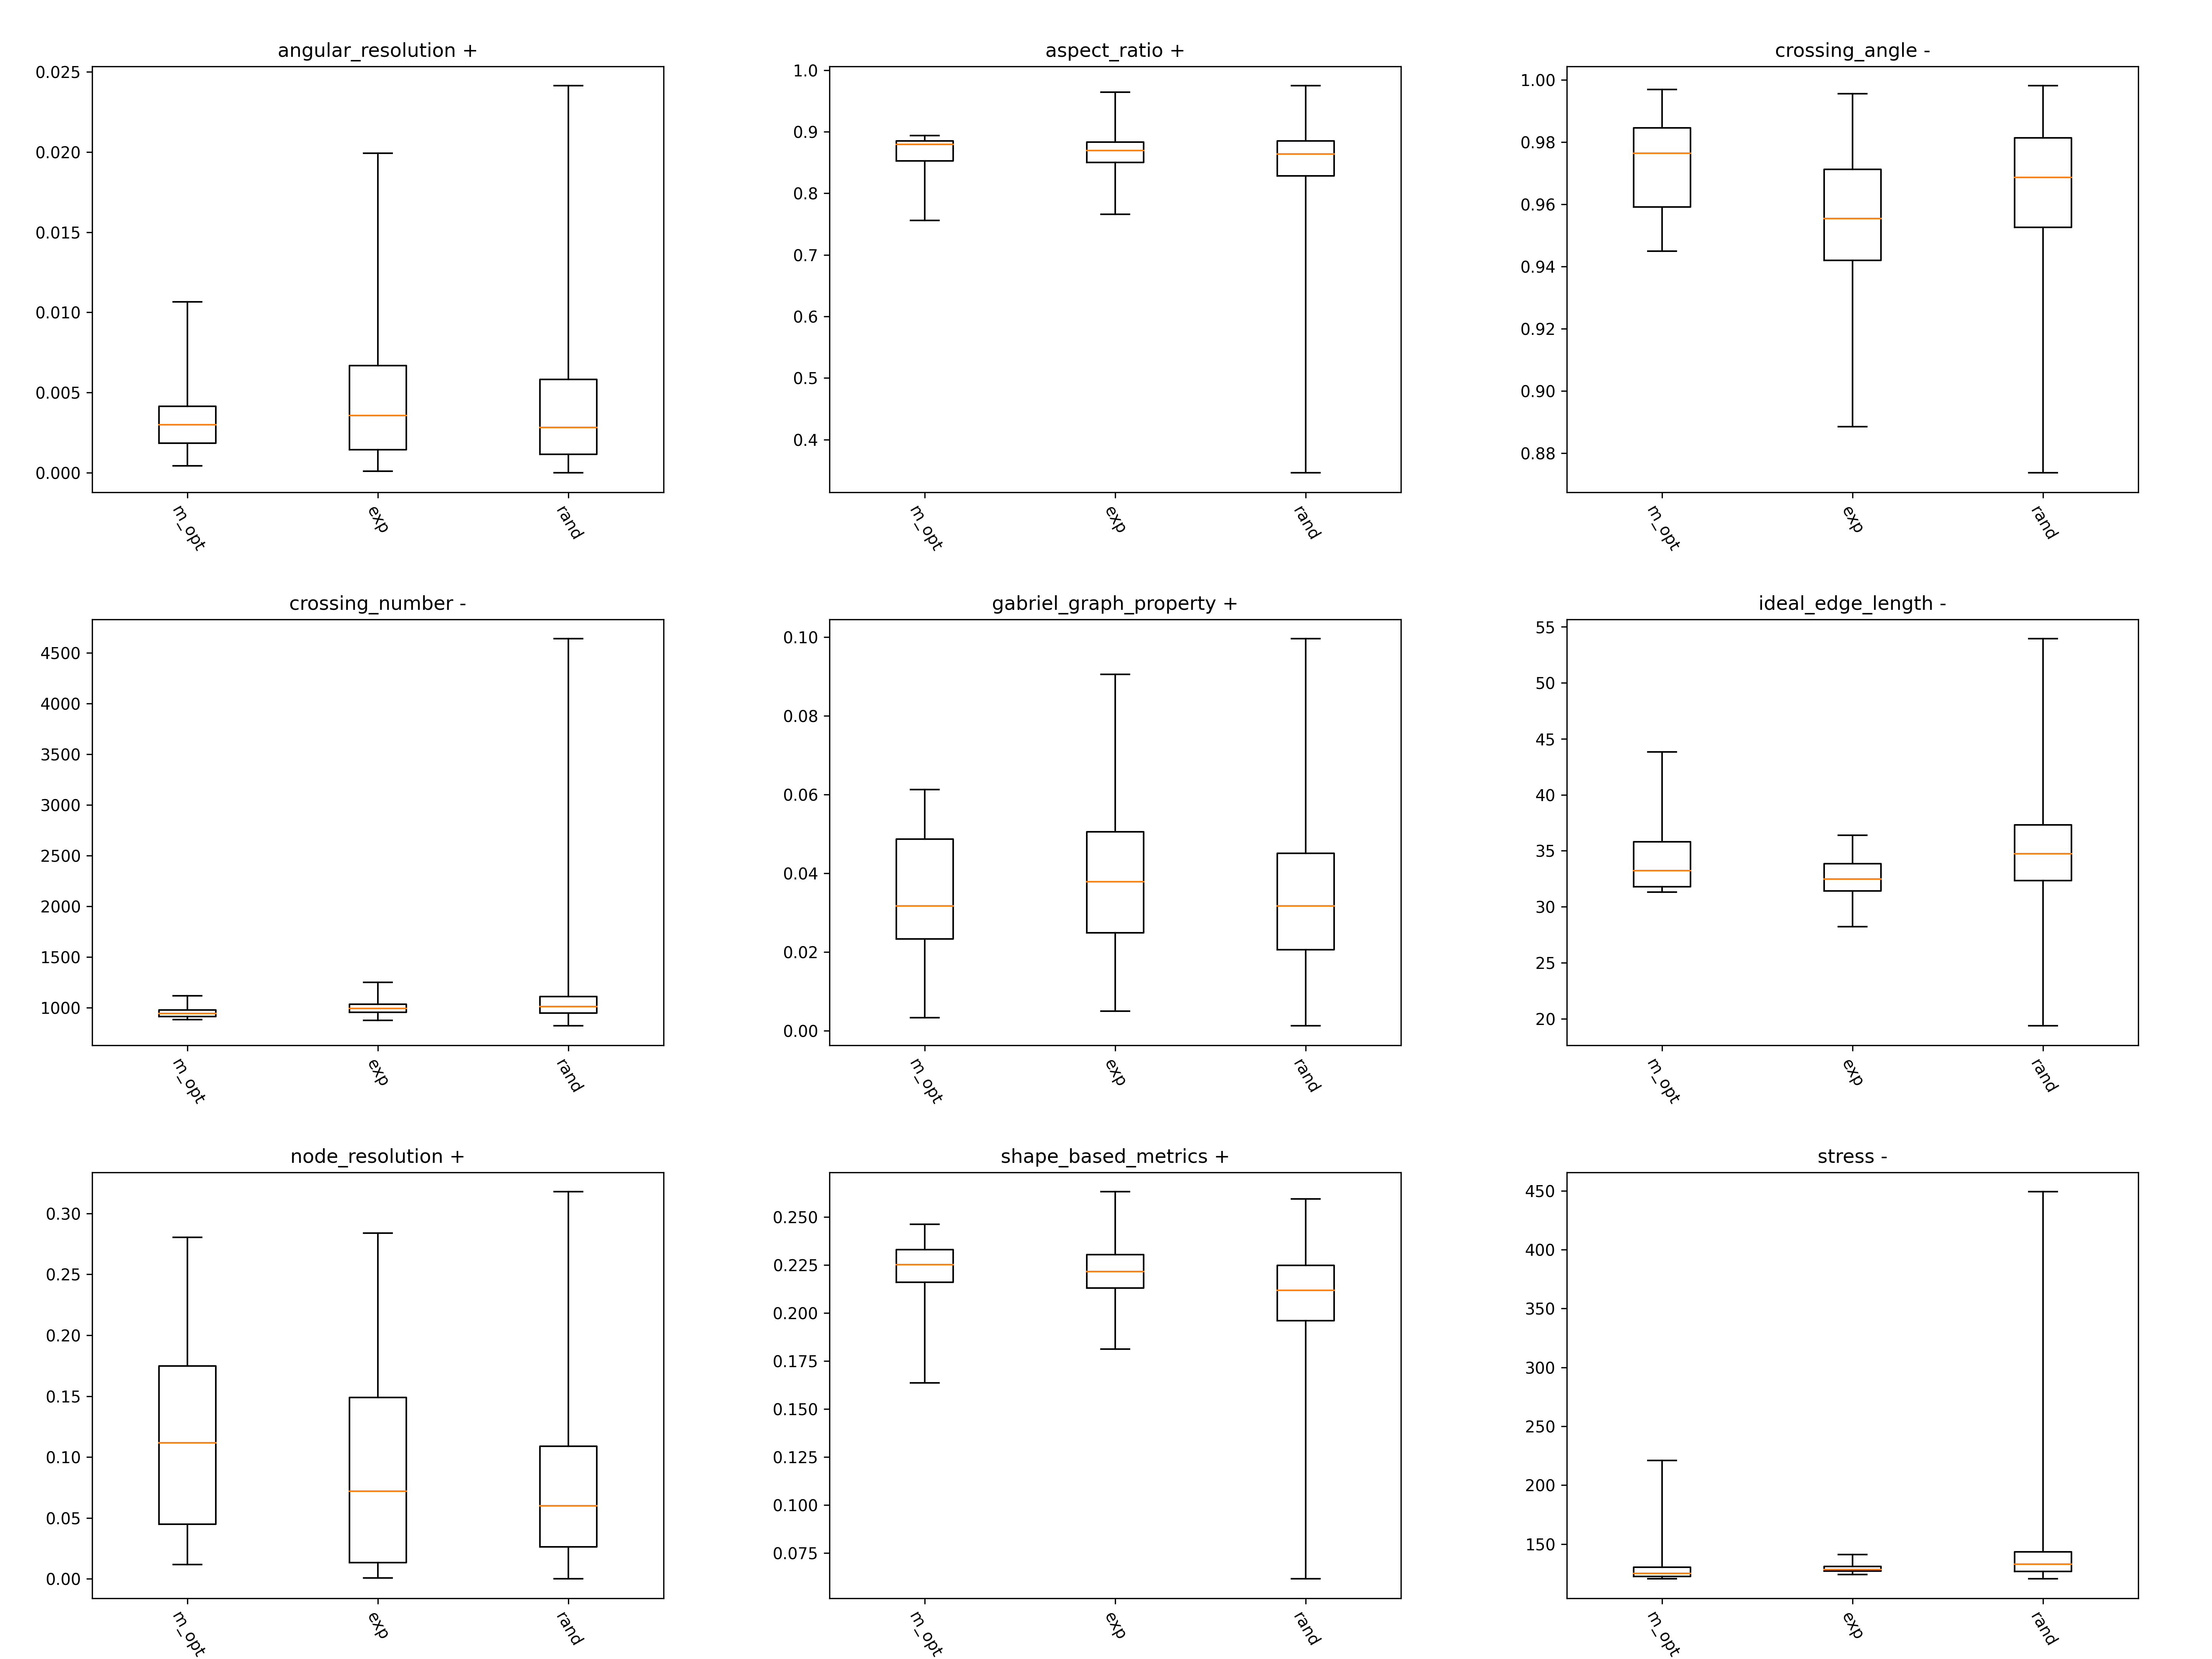 angular_resolution +
0.025
0.020
0.015
0.010
0.005
0.000
m_opt
exp
rand
aspect_ratio +
1.0
0.9
0.8
0.7
0.6
0.5
0.4
m_opt
exp
rand
crossing_angle -
1.00
0.98
0.96
0.94
0.92
0.90
0.88
m_opt
exp
rand
crossing_number -
4500
4000
3500
3000
2500
2000
1500
1000
m_opt
exp
rand
gabriel_graph_property +
0.10
0.08
0.06
0.04
0.02
0.00
m_opt
exp
rand
ideal_edge_length -
55
50
45
40
35
30
25
20
m_opt
exp
rand
node_resolution +
0.30
0.25
0.20
0.15
0.10
0.05
0.00
m_opt
exp
rand
shape_based_metrics +
0.250
0.225
0.200
0.175
0.150
0.125
0.100
0.075
m_opt
exp
rand
stress -
450
400
350
300
250
200
150
m_opt
exp
rand